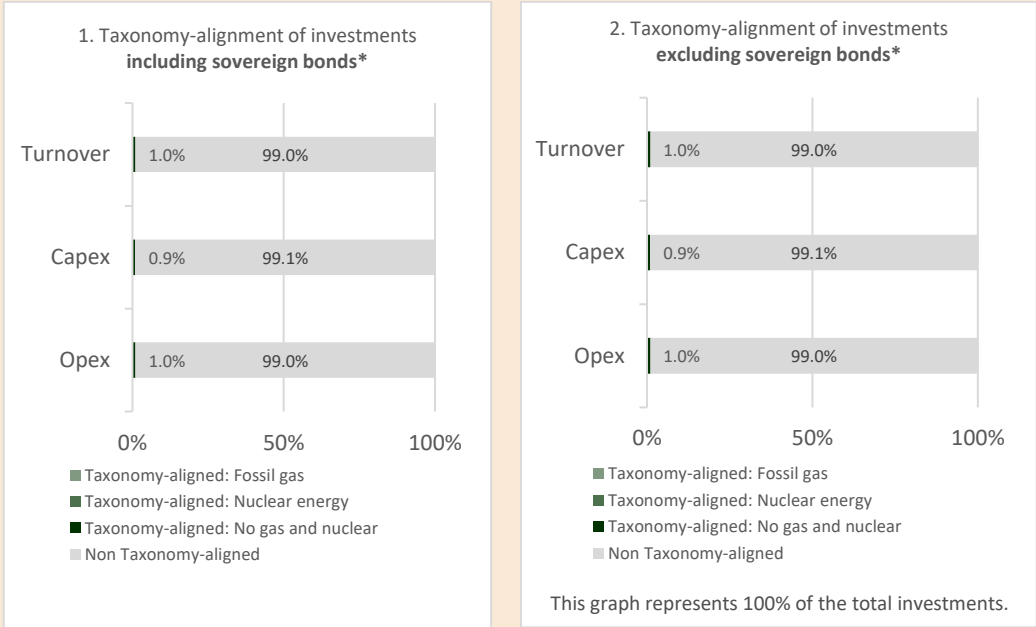 1. Taxonomy-alignment of investments
including sovereign bonds*
Turnover
1.0%
99.0%
Capex
0.9%
99.1%
Opex
1.0%
99.0%
0%
50%
100%
Taxonomy-aligned: Fossil gas
Taxonomy-aligned: Nuclear energy
Taxonomy-aligned: No gas and nuclear
Non Taxonomy-aligned
2. Taxonomy-alignment of investments
excluding sovereign bonds*
Turnover
1.0%
99.0%
Capex
0.9%
99.1%
Opex
1.0%
99.0%
0%
50%
100%
Taxonomy-aligned: Fossil gas
Taxonomy-aligned: Nuclear energy
Taxonomy-aligned: No gas and nuclear
Non Taxonomy-aligned
This graph represents 100% of the total investments.